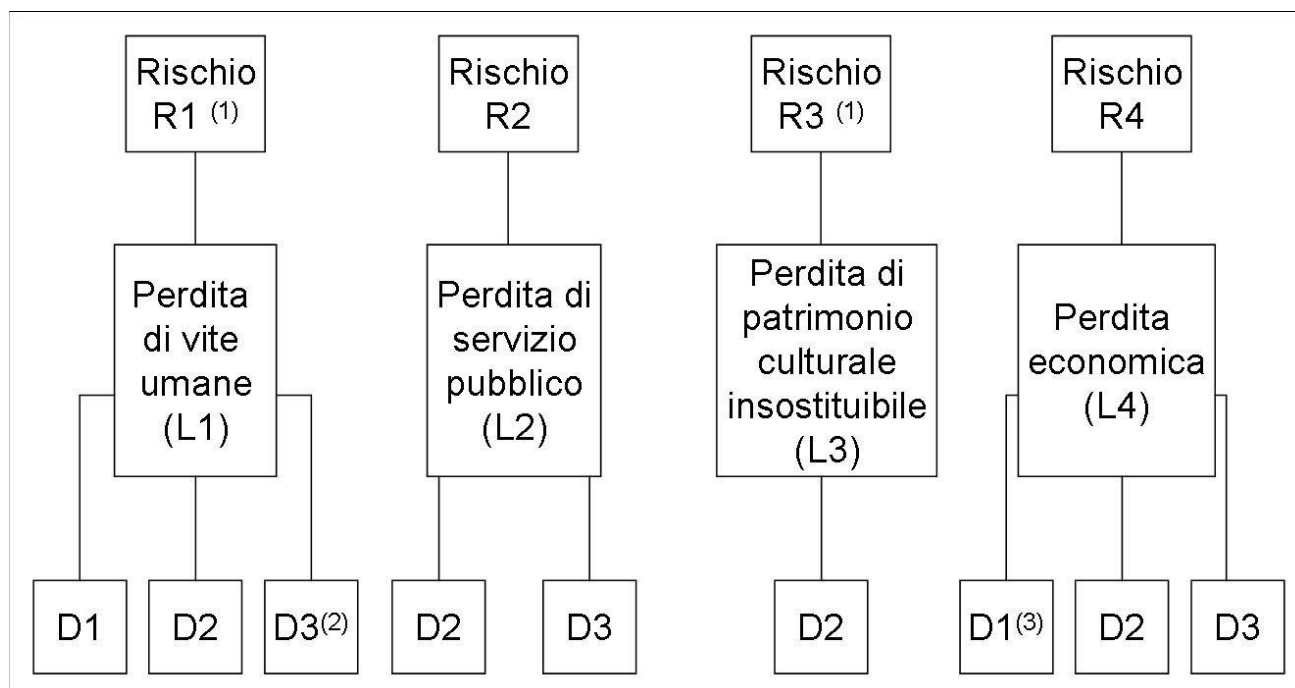 Rischio
R1 (1)
Rischio
R2
Rischio
R3 (1)
Rischio
R4
Perdita
di vite
umane
(L1)
Perdita di
servizio
pubblico
(L2)
Perdita di
patrimonio
culturale
insostituibile
(L3)
Perdita
economica
(L4)
D1
D2
D3(2)
D2
D3
D2
D1(3)
D2
D3